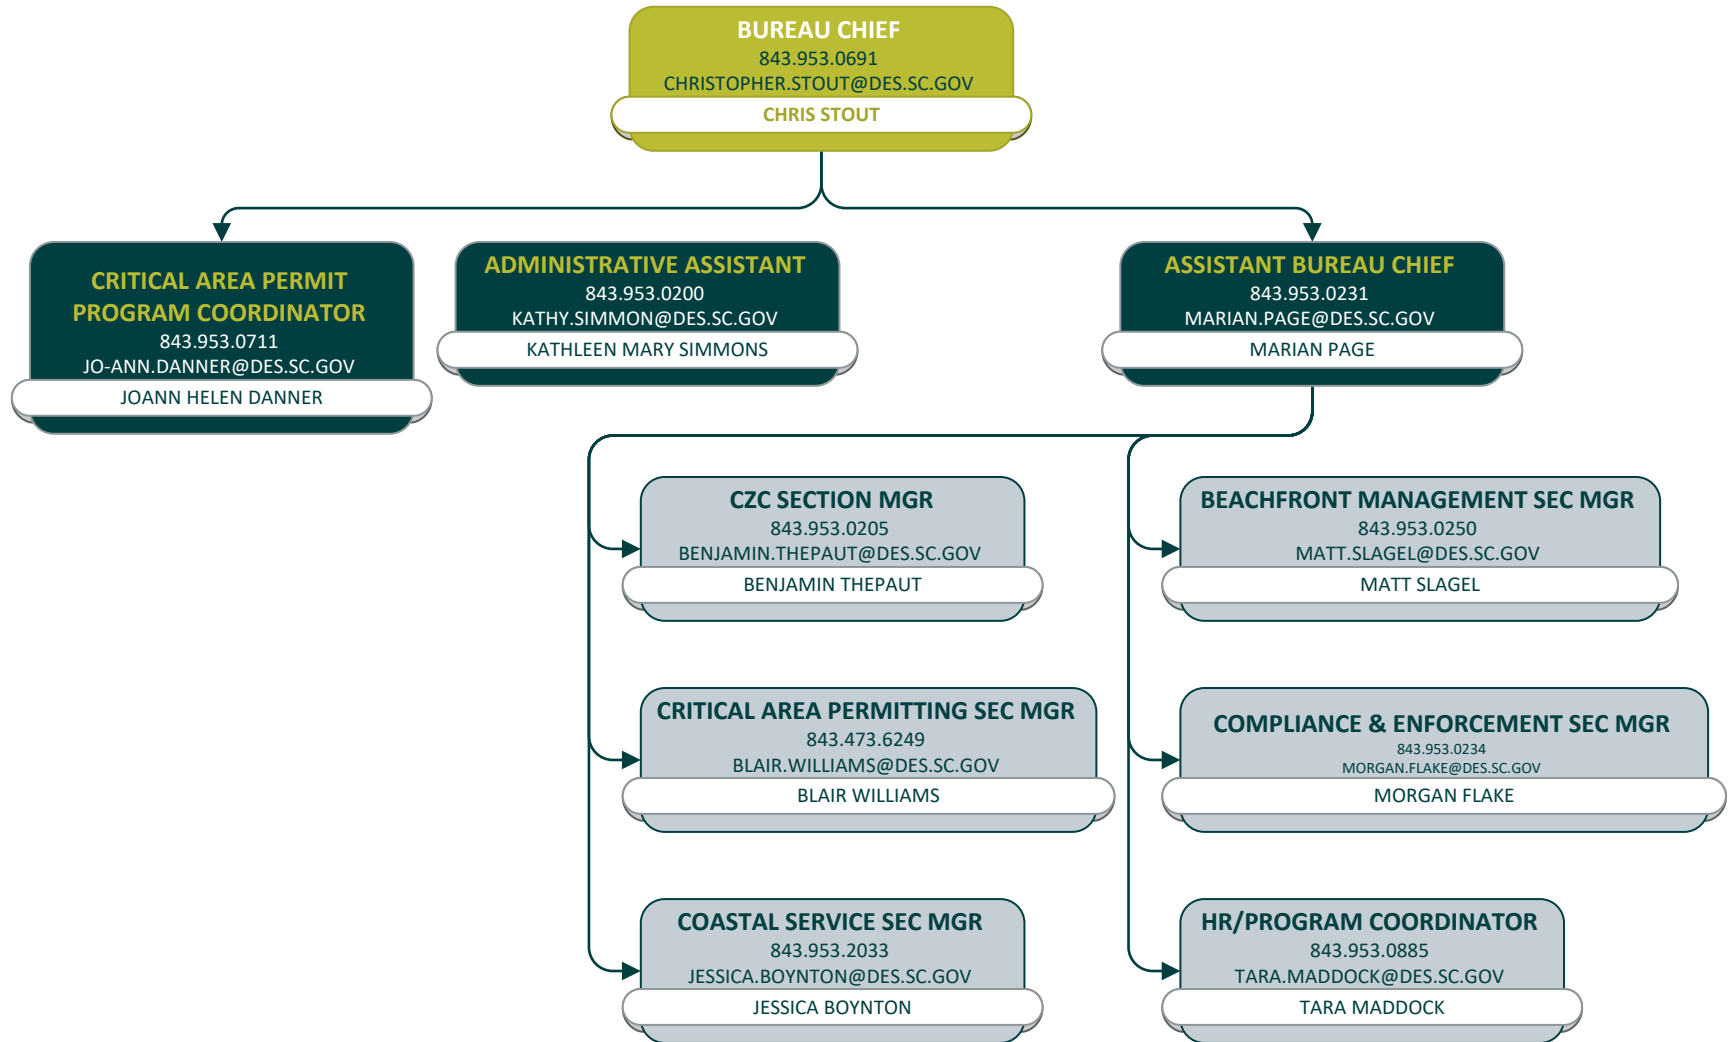 BUREAU CHIEF
843.953.0691
CHRISTOPHER.STOUT@DES.SC.GOV
CHRIS STOUT
CRITICAL AREA PERMIT
PROGRAM COORDINATOR
843.953.0711
JO-ANN.DANNER@DES.SC.GOV
JOANN HELEN DANNER
ADMINISTRATIVE ASSISTANT
843.953.0200
KATHY.SIMMON@DES.SC.GOV
KATHLEEN MARY SIMMONS
ASSISTANT BUREAU CHIEF
843.953.0231
MARIAN.PAGE@DES.SC.GOV
MARIAN PAGE
CZC SECTION MGR
843.953.0205
BENJAMIN.THEPAUT@DES.SC.GOV
BENJAMIN THEPAUT
BEACHFRONT MANAGEMENT SEC MGR
843.953.0250
MATT.SLAGEL@DES.SC.GOV
MATT SLAGEL
CRITICAL AREA PERMITTING SEC MGR
843.473.6249
BLAIR.WILLIAMS@DES.SC.GOV
BLAIR WILLIAMS
COMPLIANCE & ENFORCEMENT SEC MGR
843.953.0234
MORGAN.FLAKE@DES.SC.GOV
MORGAN FLAKE
COASTAL SERVICE SEC MGR
843.953.2033
JESSICA.BOYNTON@DES.SC.GOV
JESSICA BOYNTON
HR/PROGRAM COORDINATOR
843.953.0885
TARA.MADDOCK@DES.SC.GOV
TARA MADDOCK